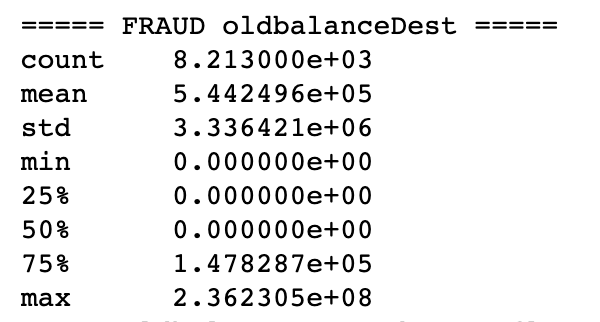 ===== FRAUD oldbalanceDest =====
count 8.213000e+03
mean 5.442496e+05
std 3.336421e+06
min 0.000000e+00
25% 0.000000e+00
50% 0.000000e+00
75% 1.478287e+05
max 2.362305e+08